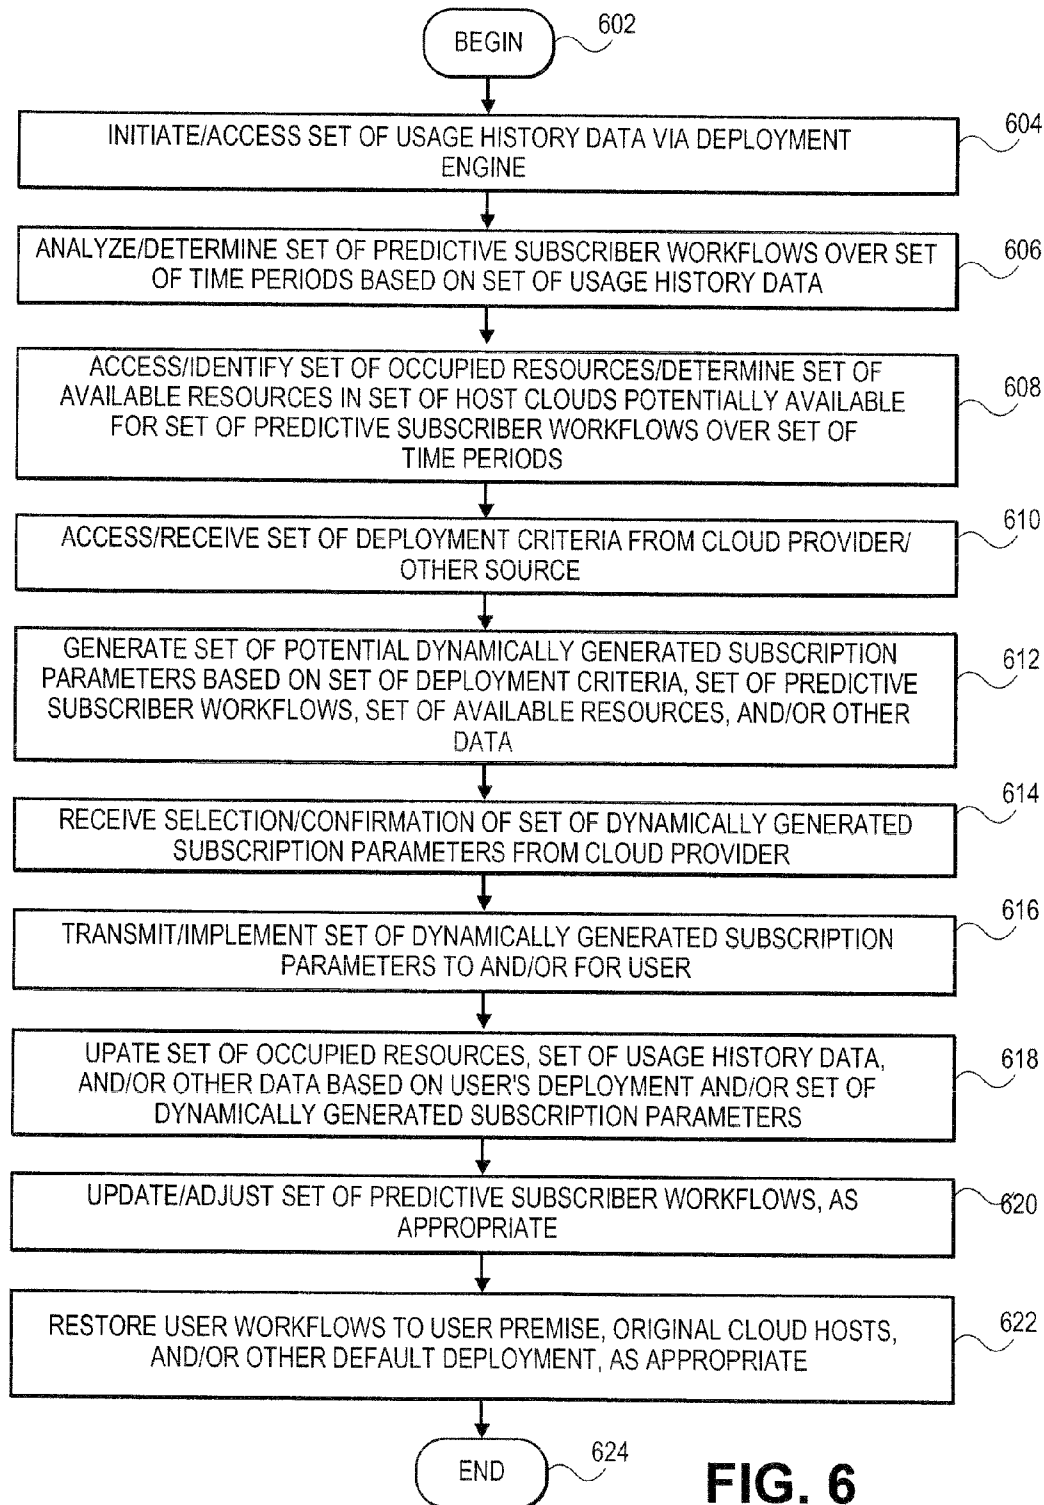 BEGIN
602
INITIATE/ACCESS SET OF USAGE HISTORY DATA VIA DEPLOYMENT
ENGINE
604
ANALYZE/DETERMINE SET OF PREDICTIVE SUBSCRIBER WORKFLOWS OVER SET
OF TIME PERIODS BASED ON SET OF USAGE HISTORY DATA
606
ACCESS/IDENTIFY SET OF OCCUPIED RESOURCES/DETERMINE SET OF
AVAILABLE RESOURCES IN SET OF HOST CLOUDS POTENTIALLY AVAILABLE
FOR SET OF PREDICTIVE SUBSCRIBER WORKFLOWS OVER SET OF
TIME PERIODS
608
ACCESS/RECEIVE SET OF DEPLOYMENT CRITERIA FROM CLOUD PROVIDER/
OTHER SOURCE
610
GENERATE SET OF POTENTIAL DYNAMICALLY GENERATED SUBSCRIPTION
PARAMETERS BASED ON SET OF DEPLOYMENT CRITERIA, SET OF PREDICTIVE
SUBSCRIBER WORKFLOWS, SET OF AVAILABLE RESOURCES, AND/OR OTHER
DATA
612
RECEIVE SELECTION/CONFIRMATION OF SET OF DYNAMICALLY GENERATED
SUBSCRIPTION PARAMETERS FROM CLOUD PROVIDER
614
TRANSMIT/IMPLEMENT SET OF DYNAMICALLY GENERATED SUBSCRIPTION
PARAMETERS TO AND/OR FOR USER
616
UPATE SET OF OCCUPIED RESOURCES, SET OF USAGE HISTORY DATA,
AND/OR OTHER DATA BASED ON USER'S DEPLOYMENT AND/OR SET OF
DYNAMICALLY GENERATED SUBSCRIPTION PARAMETERS
618
UPDATE/ADJUST SET OF PREDICTIVE SUBSCRIBER WORKFLOWS, AS
APPROPRIATE
620
RESTORE USER WORKFLOWS TO USER PREMISE, ORIGINAL CLOUD HOSTS,
AND/OR OTHER DEFAULT DEPLOYMENT, AS APPROPRIATE
622
END
624
FIG. 6